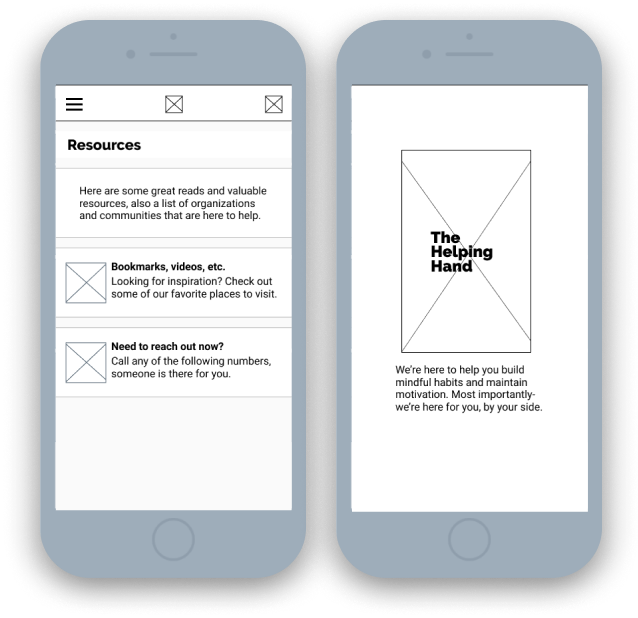 Resources
Here are some great reads and valuable
resources, also a list of organizations
and communities that are here to help.
Bookmarks, videos, etc.
Looking for inspiration? Check out
some of our favorite places to visit.
Need to reach out now?
Call any of the following numbers,
someone is there for you.
The
Helping
Hand
We're here to help you build
mindful habits and maintain
motivation. Most importantly-
we're here for you, by your side.